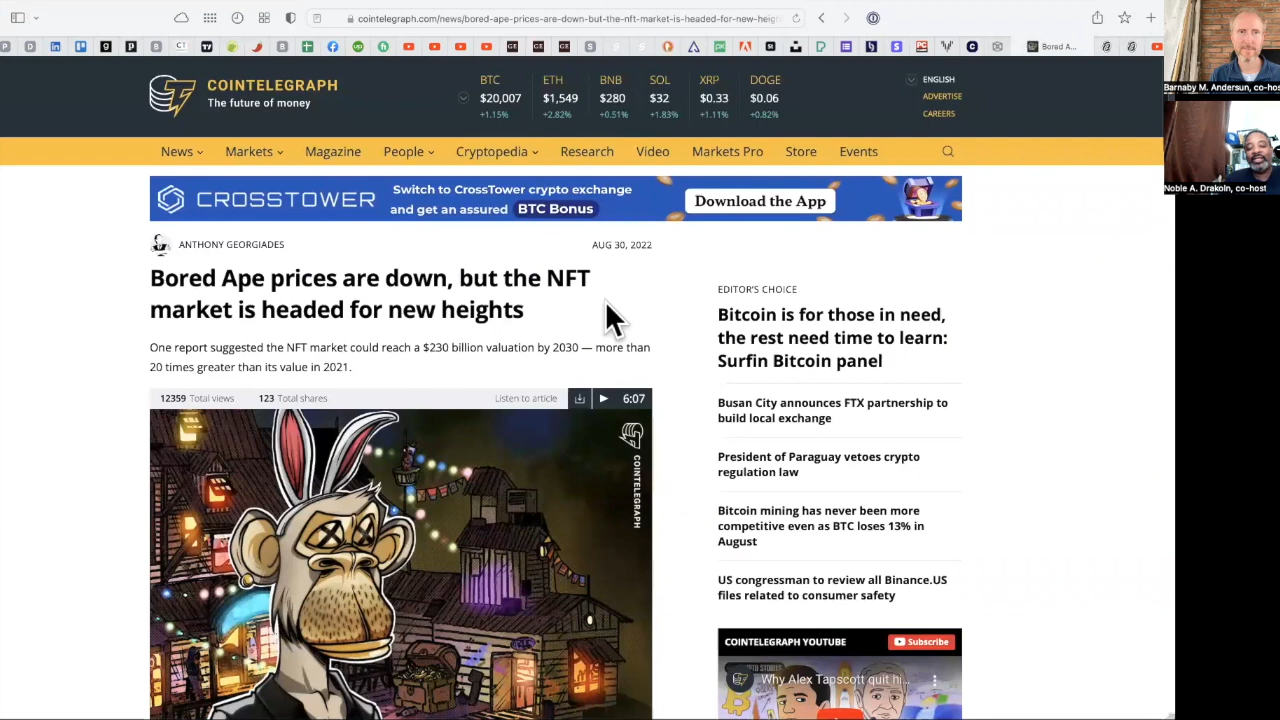 cointelegraph.com/news/bored-ape-prices-are-down-but-the-nft-market-is-headed-for-new-heigh
Bored A...
COINTELEGRAPH
The future of money
BTC ETH BNB SOL XRP DOGE
$20,007 $1,549 $280 $32 $0.33 $0.06
+1.15% +2.82% +0.51% +1.83% +1.11% +0.82%
ENGLISH
ADVERTISE
CAREERS
News Markets Magazine People Cryptopedia Research Video Markets Pro Store Events
CROSSTOWER
Switch to CrossTower crypto exchange
and get an assured BTC Bonus
Download the App
ANTHONY GEORGIADES
AUG 30, 2022
Bored Ape prices are down, but the NFT
market is headed for new heights
One report suggested the NFT market could reach a $230 billion valuation by 2030 — more than
20 times greater than its value in 2021.
12359 Total views 123 Total shares
Listen to article
6:07
COINTELEGRAPH
EDITOR'S CHOICE
Bitcoin is for those in need,
the rest need time to learn:
Surfin Bitcoin panel
Busan City announces FTX partnership to
build local exchange
President of Paraguay vetoes crypto
regulation law
Bitcoin mining has never been more
competitive even as BTC loses 13% in
August
US congressman to review all Binance.US
files related to consumer safety
COINTELEGRAPH YOUTUBE
Subscribe
Why Alex Tapscott quit hi...
Barnaby M. Andersun, co-hos
Noble A. Drakoln, co-host